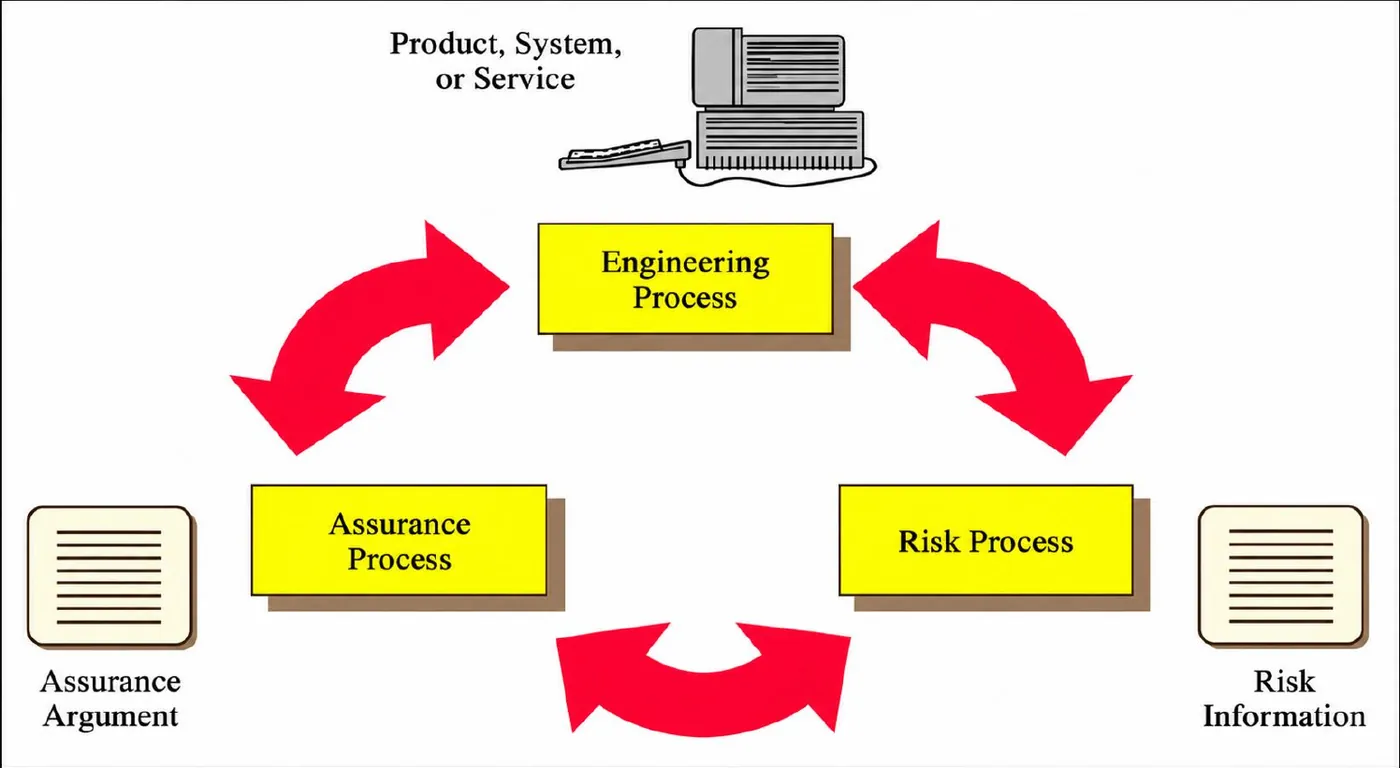 Product, System,
or Service
Engineering
Process
Assurance
Process
Risk Process
Assurance
Argument
Risk
Information